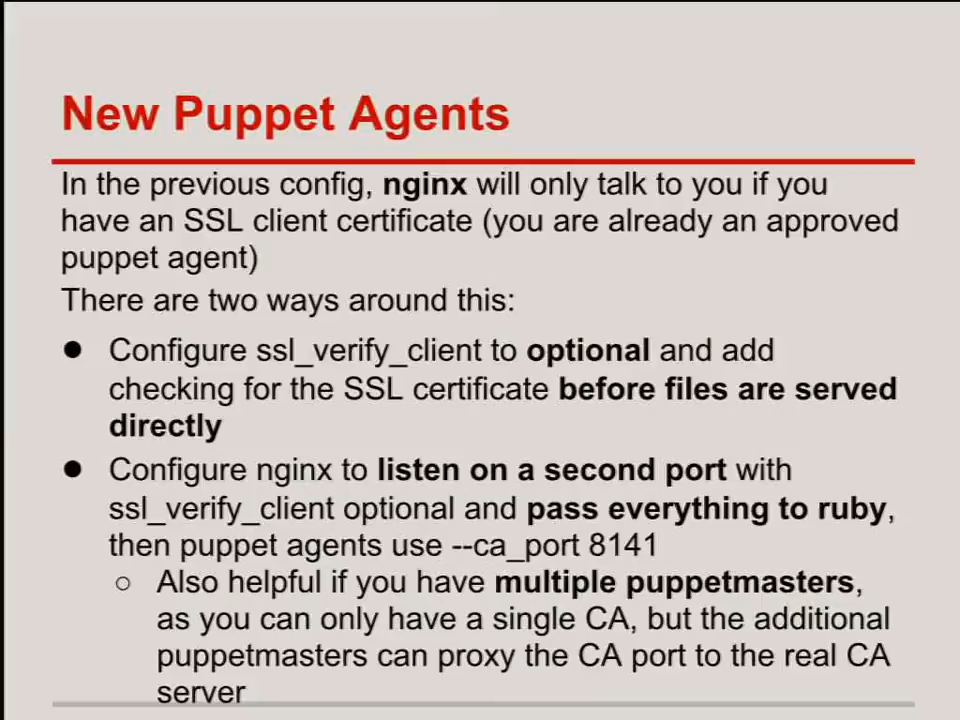 New Puppet Agents
In the previous config, nginx will only talk to you if you
have an SSL client certificate (you are already an approved
puppet agent)
There are two ways around this:
● Configure ssl_verify_client to optional and add
checking for the SSL certificate before files are served
directly
● Configure nginx to listen on a second port with
ssl_verify_client optional and pass everything to ruby,
then puppet agents use --ca_port 8141
○ Also helpful if you have multiple puppetmasters,
as you can only have a single CA, but the additional
puppetmasters can proxy the CA port to the real CA
server